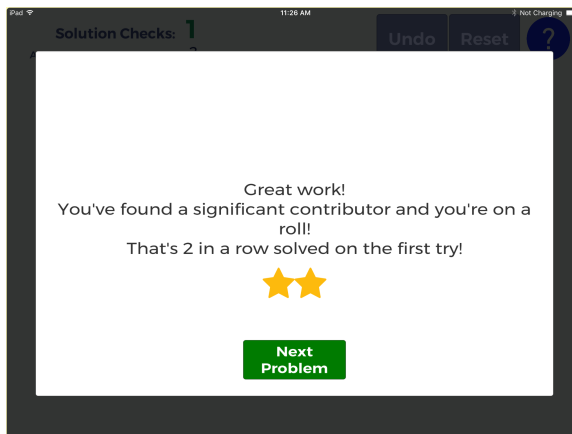 iPad 11:26 AM Not Charging
Solution Checks: 1 Undo Reset ?
Great work!
You've found a significant contributor and you're on a
roll!
That's 2 in a row solved on the first try!
Next
Problem